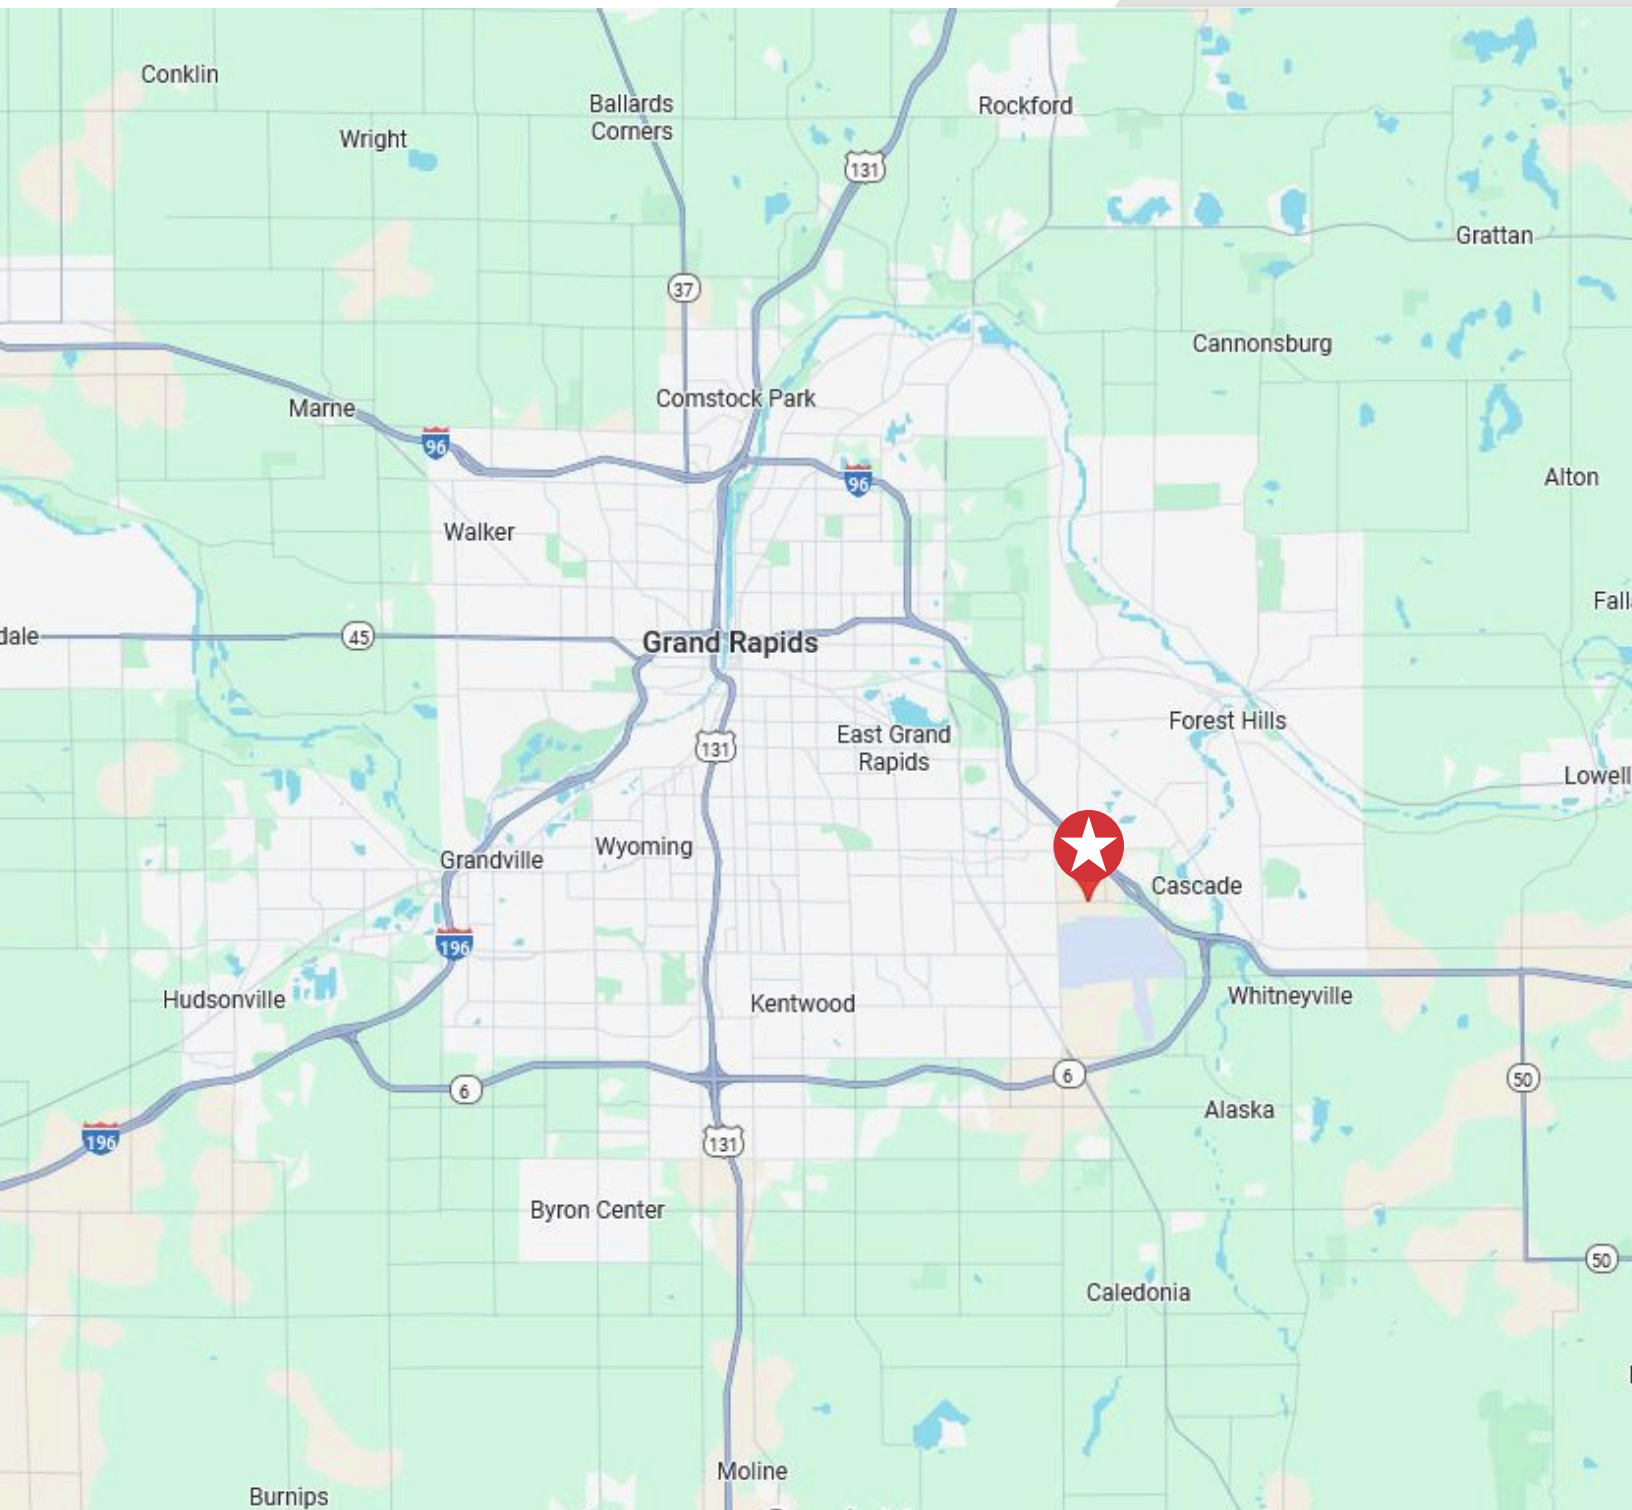 Conklin
Ballards
Corners
Rockford
Wright
131
Grattan
37
Cannonsburg
Comstock Park
Marne
96
96
Alton
Walker
Fall
dale
45
Grand Rapids
Forest Hills
East Grand
Rapids
131
Lowell
Wyoming
Grandville
Cascade
196
Hudsonville
Kentwood
Whitneyville
6
6
50
Alaska
196
131
Byron Center
50
Caledonia
Moline
Burnips